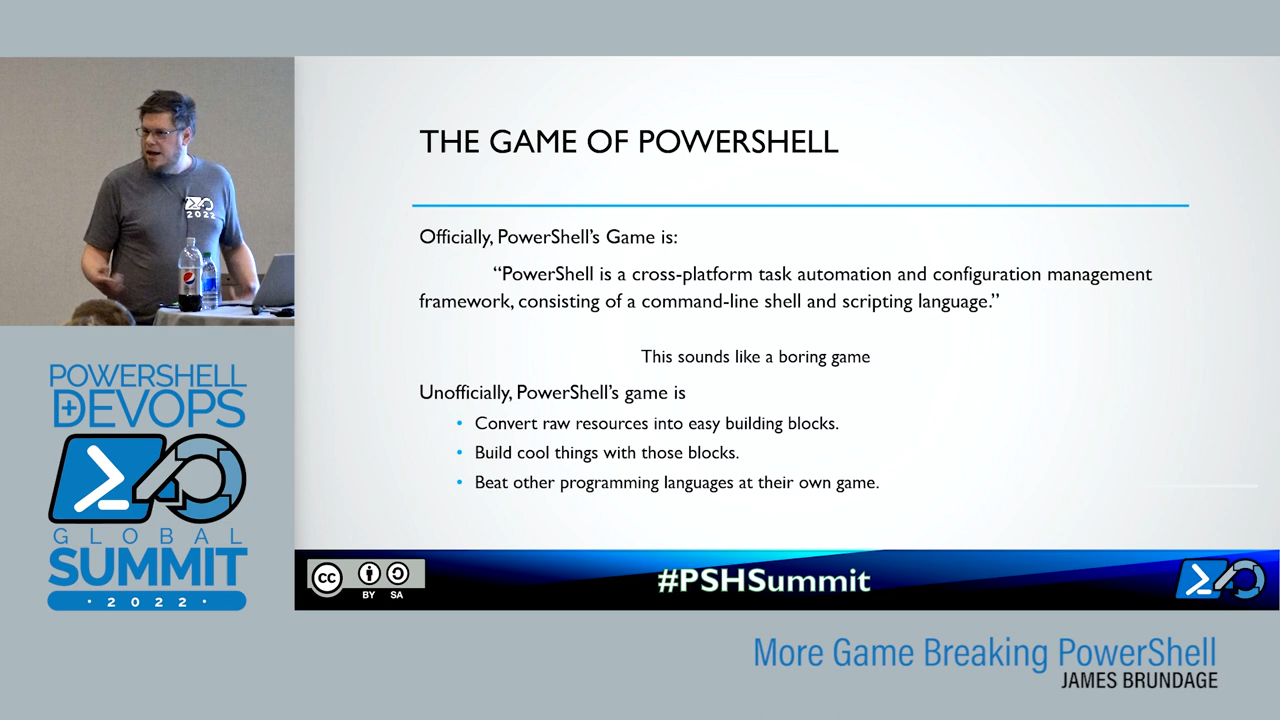 THE GAME OF POWERSHELL
Officially, PowerShell's Game is:
“PowerShell is a cross-platform task automation and configuration management
framework, consisting of a command-line shell and scripting language.”
This sounds like a boring game
Unofficially, PowerShell's game is
• Convert raw resources into easy building blocks.
• Build cool things with those blocks.
• Beat other programming languages at their own game.
2022
pepsi
POWERSHELL
+DEVOPS
GLOBAL
SUMMIT
· 2022 ·
cc
BY SA
#PSHSummit
More Game Breaking PowerShell
JAMES BRUNDAGE